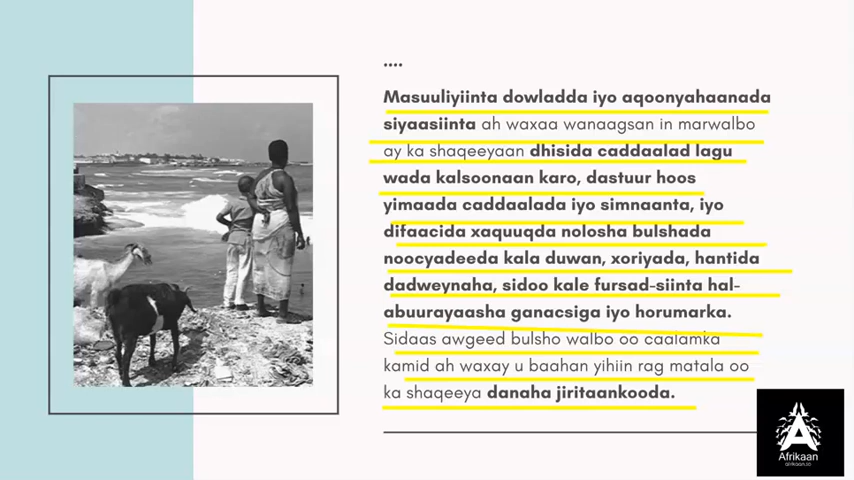 ....
Masuuliyiinta dowladda iyo aqoonyahaanada
siyaasiinta ah waxaa wanaagsan in marwalbo
ay ka shaqeeyaan dhisida caddaalad lagu
wada kalsoonaan karo, dastuur hoos
yimaada caddaalada iyo simnaanta, iyo
difaacida xaquuqda nolosha bulshada
noocyadeeda kala duwan, xoriyada, hantida
dadweynaha, sidoo kale fursad-siinta hal-
abuurayaasha ganacsiga iyo horumarka.
Sidaas awgeed bulsho walbo oo caalamka
kamid ah waxay u baahan yihiin rag matala oo
ka shaqeeya danaha jiritaankooda.
Afrikaan